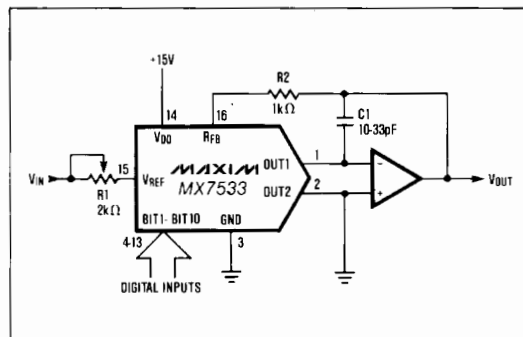 +15V
R2
1kΩ
14
16
C1
10-33pF
VDD
RFB
OUT1
1
-
VIN
15
VREF
MAXIM
MX7533
OUT2
2
+
VOUT
R1
2kΩ
BIT1- BIT10
GND
4-13
3
DIGITAL INPUTS